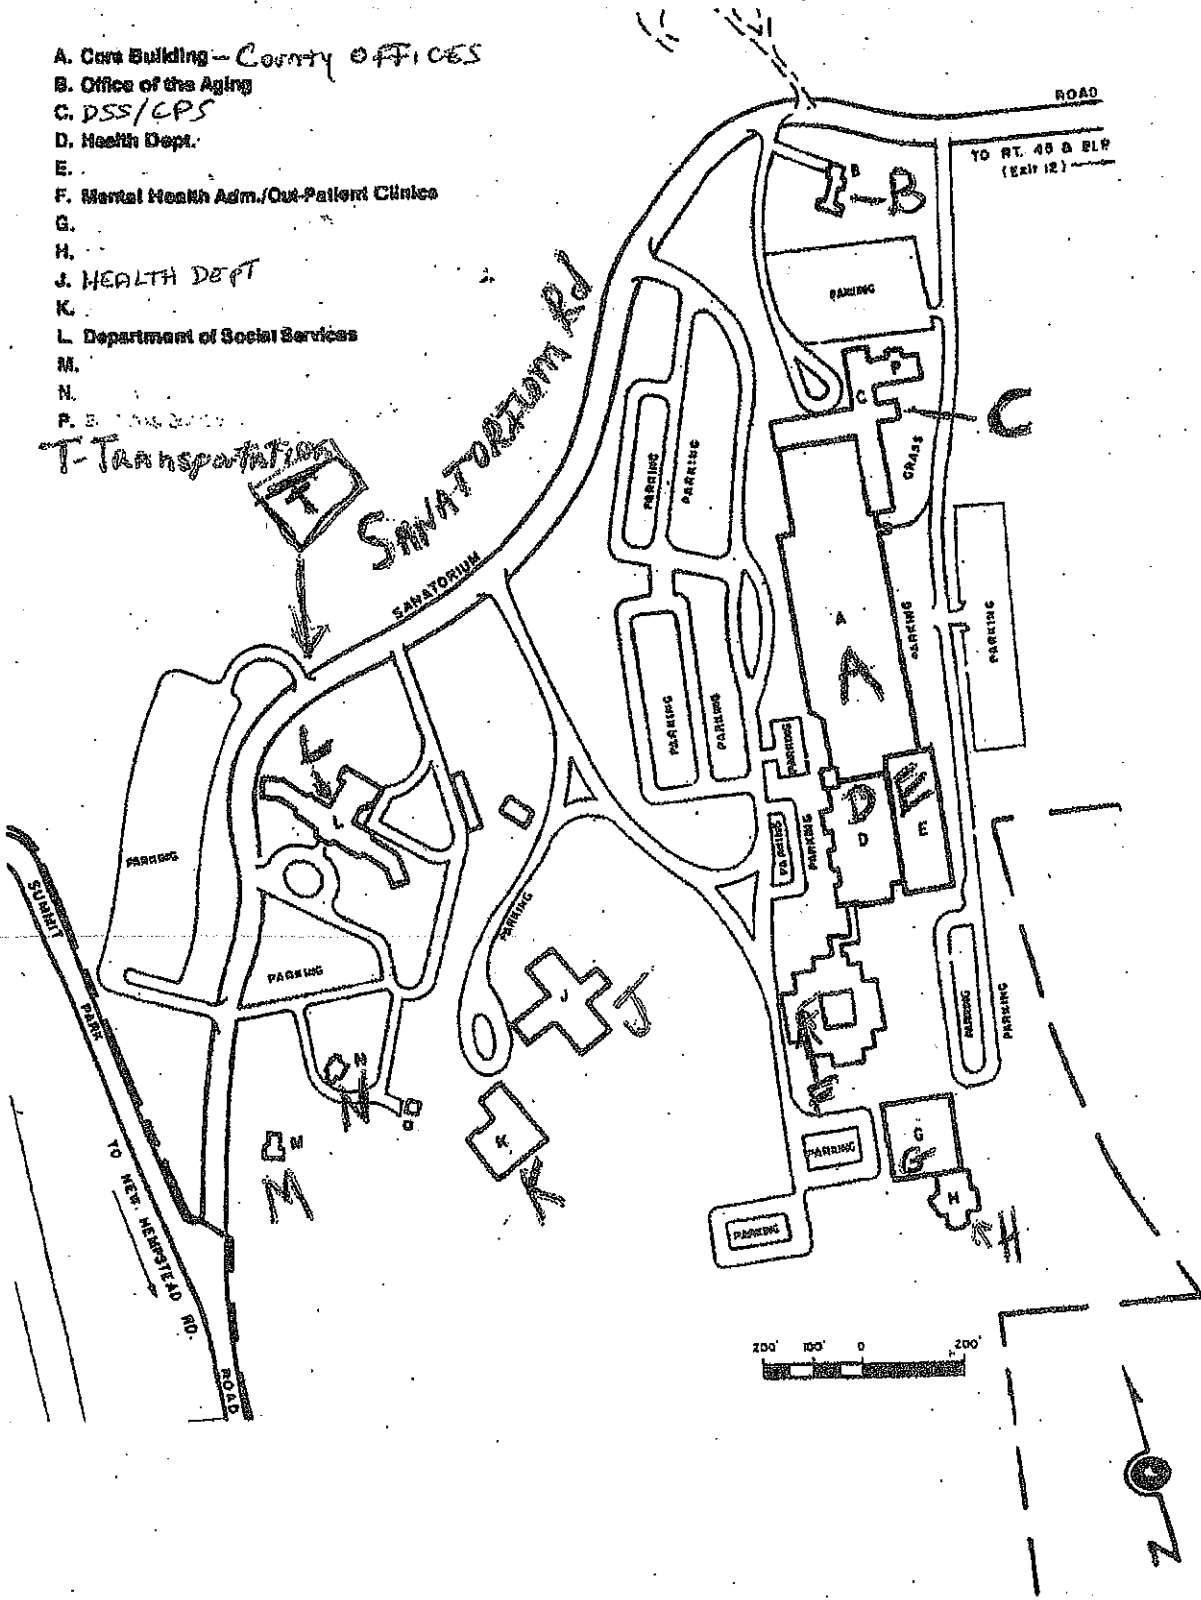 A. Core Building - County OFFICES
B. Office of the Aging
C. DSS/CPS
D. Health Dept.
E.
F. Mental Health Adm./Out-Patient Clinics
G.
H.
J. HEALTH DEPT
K.
L. Department of Social Services
M.
N.
P.
T-Transpatation
T
SANATORIUM Rd
ROAD
TO RT. 45 &
(Exit 12)
B
B
PARKING
P
C
C
GRASS
PARKING
PARKING
SANATORIUM
A
A
PARKING
PARKING
PARKING
PARKING
PARKING
L
L
D
D
E
E
PARKING
PARKING
PARKING
SUMMIT
PARK
PARKING
PARKING
J
J
PARKING
PARKING
N
N
M
M
K
K
PARKING
G
G
H
H
PARKING
TO NEW HEMPSTEAD RD.
ROAD
200' 100' 0 200'
N